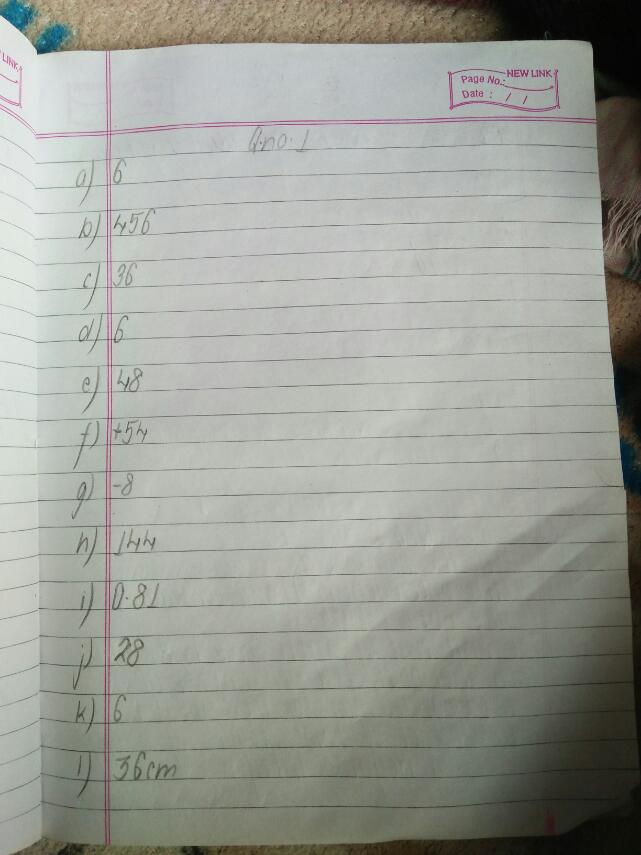 W LINK
NEW LINK
Page No.:
Date : / /
Q.no.1
a) 6
b) 456
c) 36
d) 6
e) 48
f) +54
g) -8
h) 144
i) 0.81
j) 28
k) 6
l) 36cm